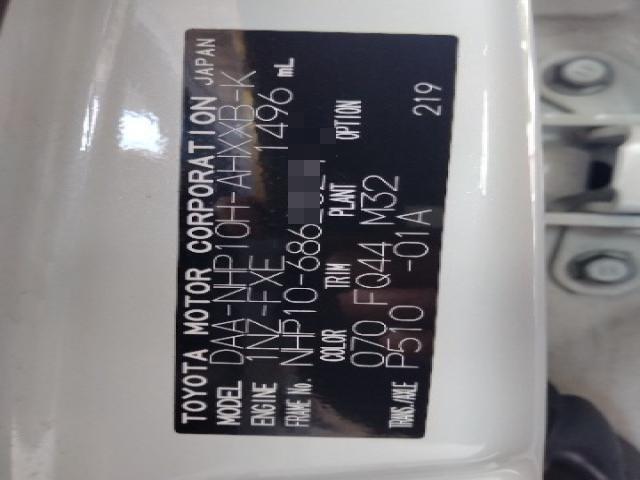 TOYOTA MOTOR CORPORATION JAPAN
MODEL DAA-NHP10H-AHXXB-K
ENGINE 1NZ-FXE 1496 mL
FRAME No. NHP10-686
COLOR TRIM PLANT OPTION
070 FQ44 M32
TRANS./AXLE P510 -01A 219